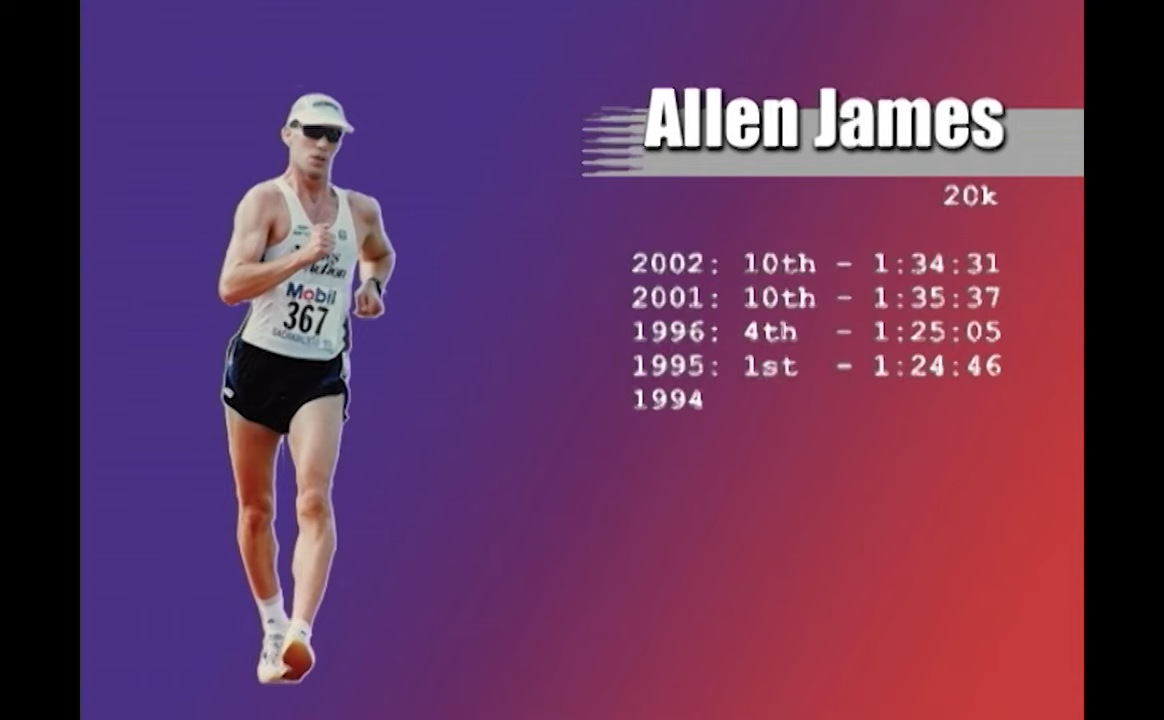 Allen James
20k
2002: 10th - 1:34:31
2001: 10th - 1:35:37
1996: 4th - 1:25:05
1995: 1st - 1:24:46
1994
Mobil
367